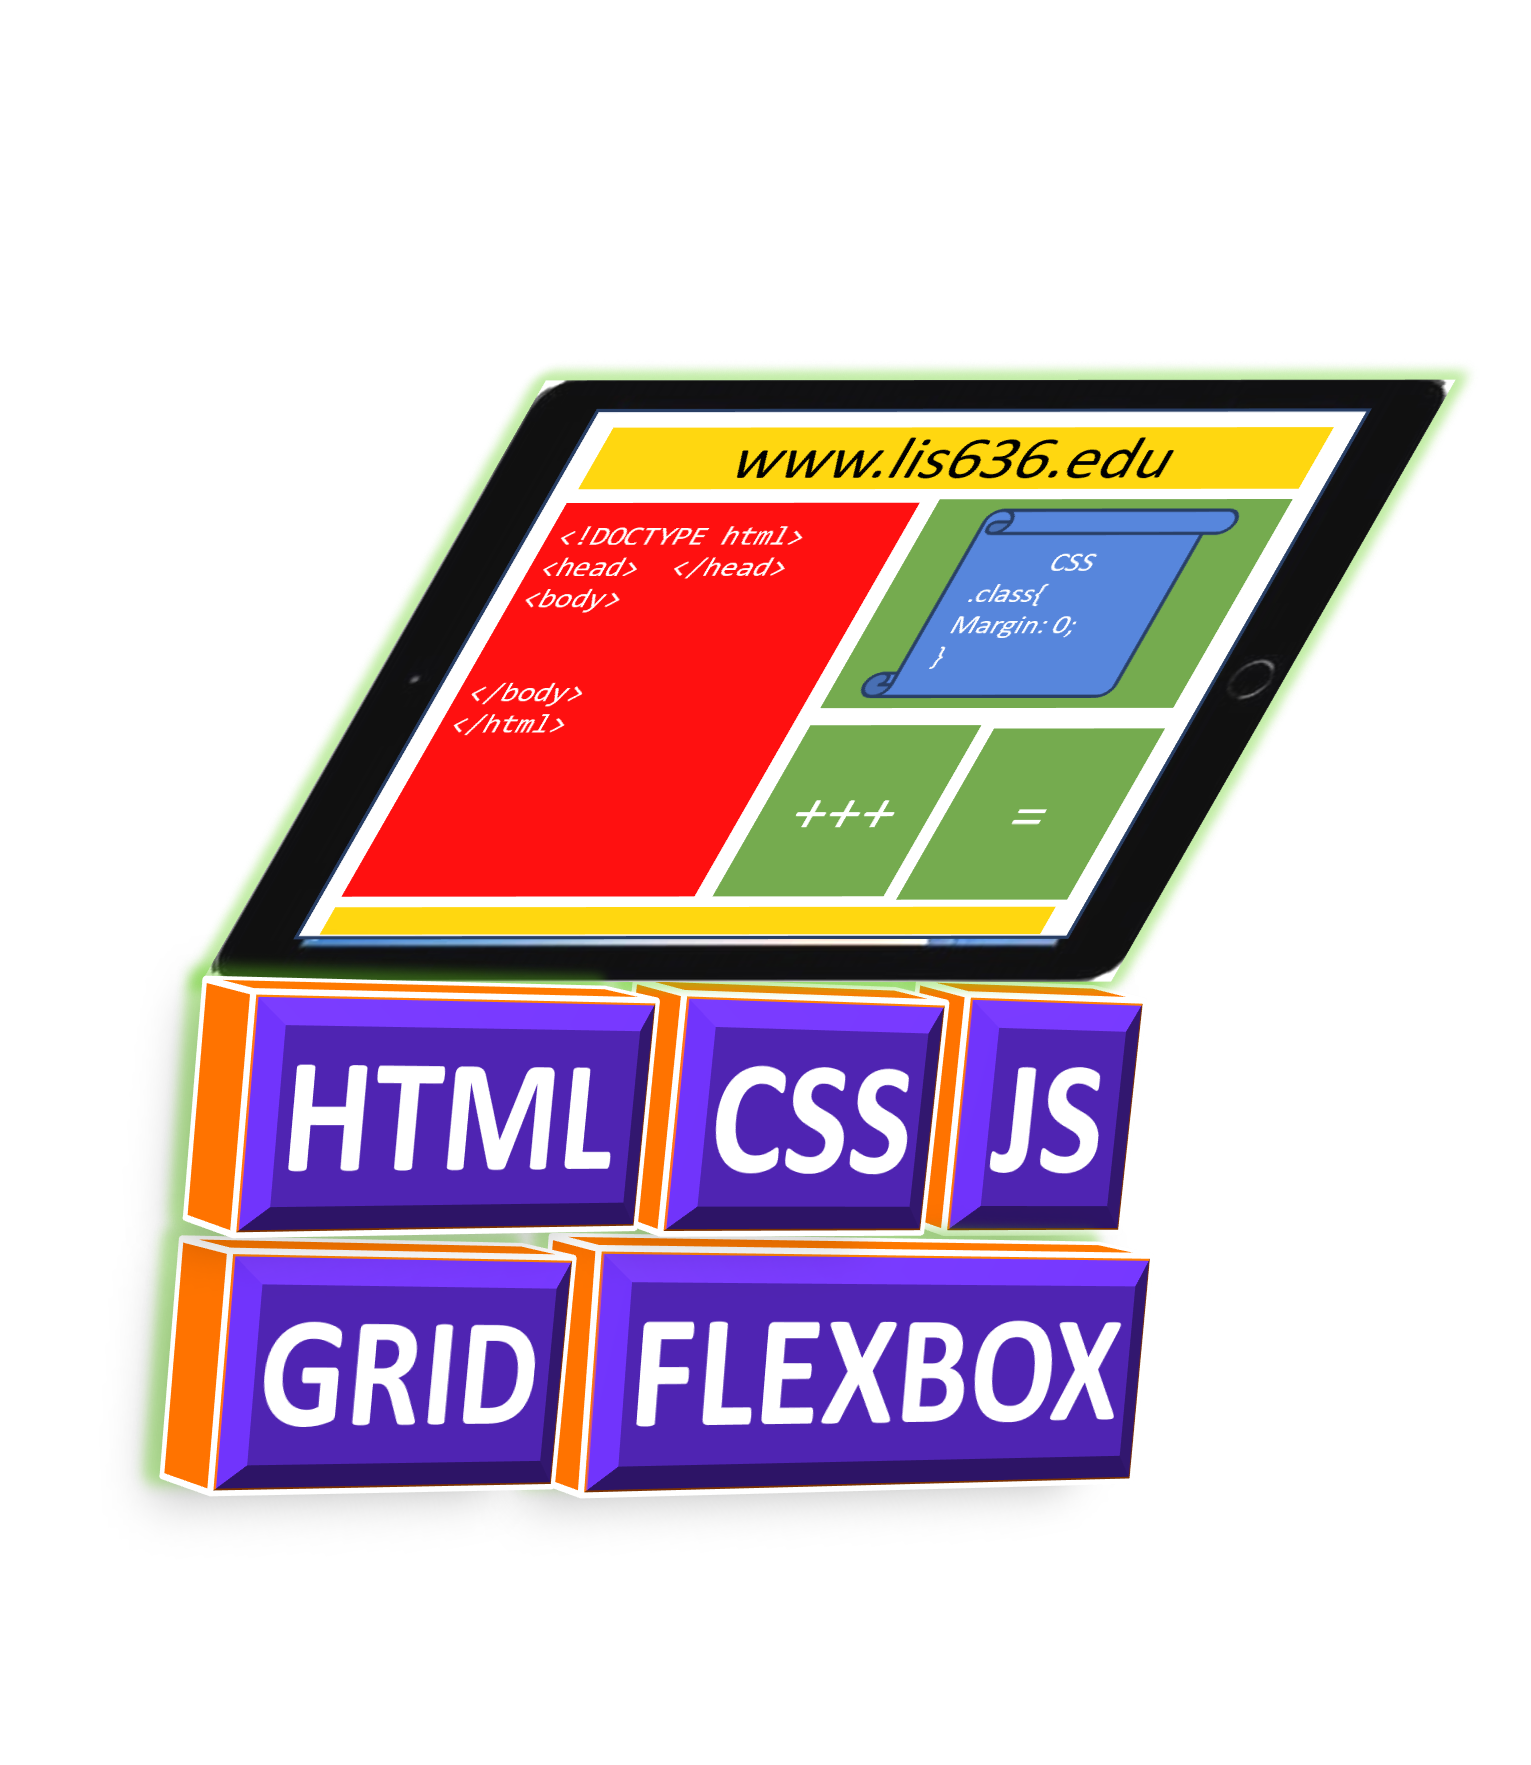 www.lis636.edu
<!DOCTYPE html>
<head>  </head>
<body>
</body>
</html>
CSS
.class{
Margin: 0;
}
+++
=
HTML
CSS
JS
GRID
FLEXBOX